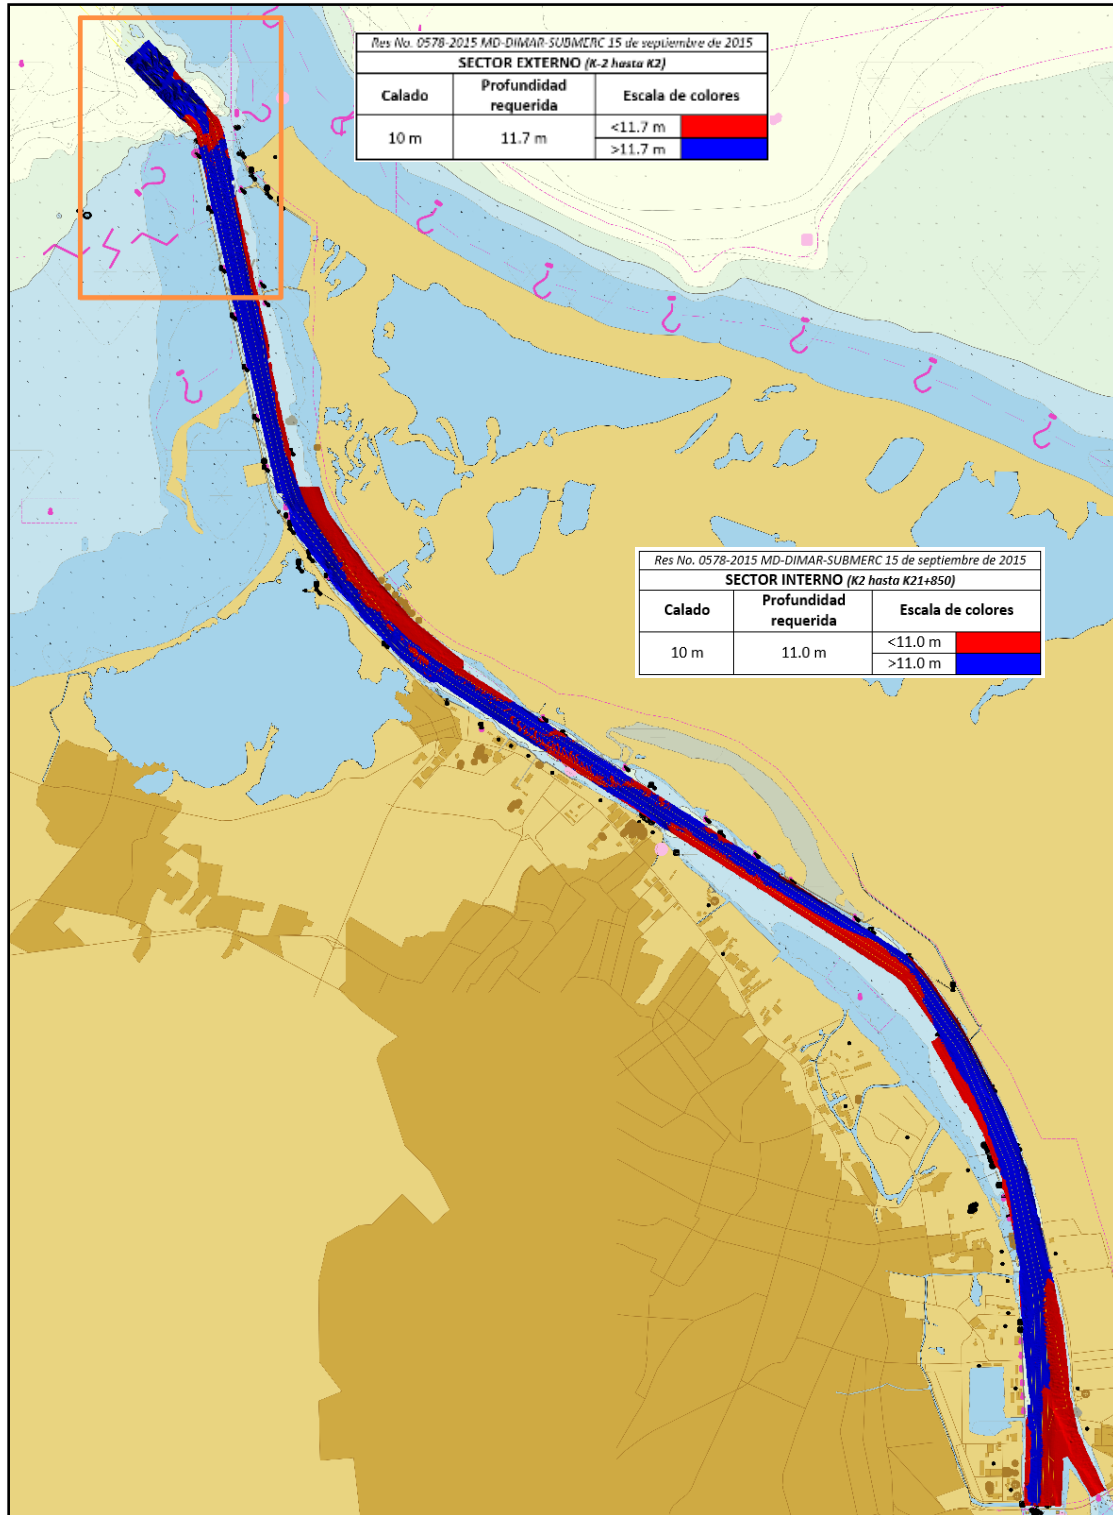 Res No. 0578-2015 MD-DIMAR-SUBMERC 15 de septiembre de 2015
SECTOR EXTERNO (K-2 hasta K2)
Calado
Profundidad
requerida
Escala de colores
10 m
11.7 m
<11.7 m
>11.7 m
Res No. 0578-2015 MD-DIMAR-SUBMERC 15 de septiembre de 2015
SECTOR INTERNO (K2 hasta K21+850)
Calado
Profundidad
requerida
Escala de colores
10 m
11.0 m
<11.0 m
>11.0 m